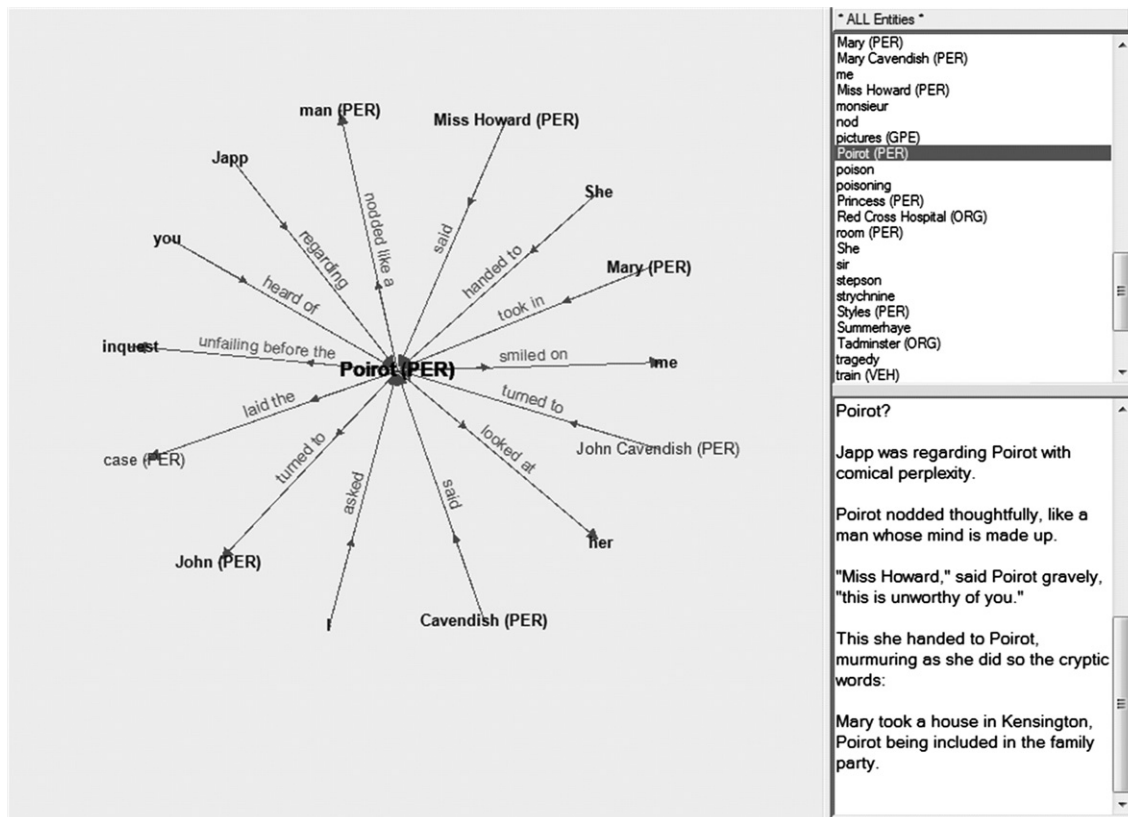 man (PER)
Miss Howard (PER)
Japp
She
nodded like a
said
regarding
handed to
you
Mary (PER)
heard of
took in
inquest
unfailing before the
Poirot (PER)
smiled on
me
laid the
turned to
case (PER)
turned to
looked at
John Cavendish (PER)
asked
said
her
John (PER)
I
Cavendish (PER)
* ALL Entities *
Mary (PER)
Mary Cavendish (PER)
me
Miss Howard (PER)
monsieur
nod
pictures (GPE)
Poirot (PER)
poison
poisoning
Princess (PER)
Red Cross Hospital (ORG)
room (PER)
She
sir
stepson
strychnine
Styles (PER)
Summerhaye
Tadminster (ORG)
tragedy
train (VEH)
Poirot?
Japp was regarding Poirot with
comical perplexity.
Poirot nodded thoughtfully, like a
man whose mind is made up.
"Miss Howard," said Poirot gravely,
"this is unworthy of you."
This she handed to Poirot,
murmuring as she did so the cryptic
words:
Mary took a house in Kensington,
Poirot being included in the family
party.